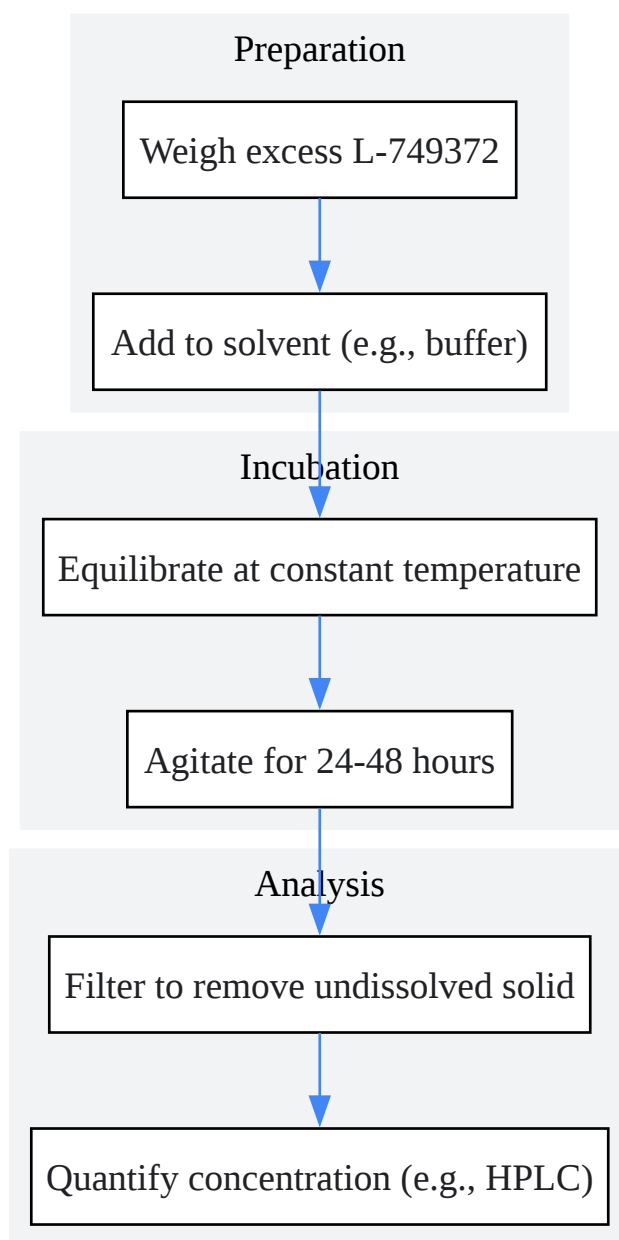 Preparation
Weigh excess L-749372
Add to solvent (e.g., buffer)
Incubation
Equilibrate at constant temperature
Agitate for 24-48 hours
Analysis
Filter to remove undissolved solid
Quantify concentration (e.g., HPLC)